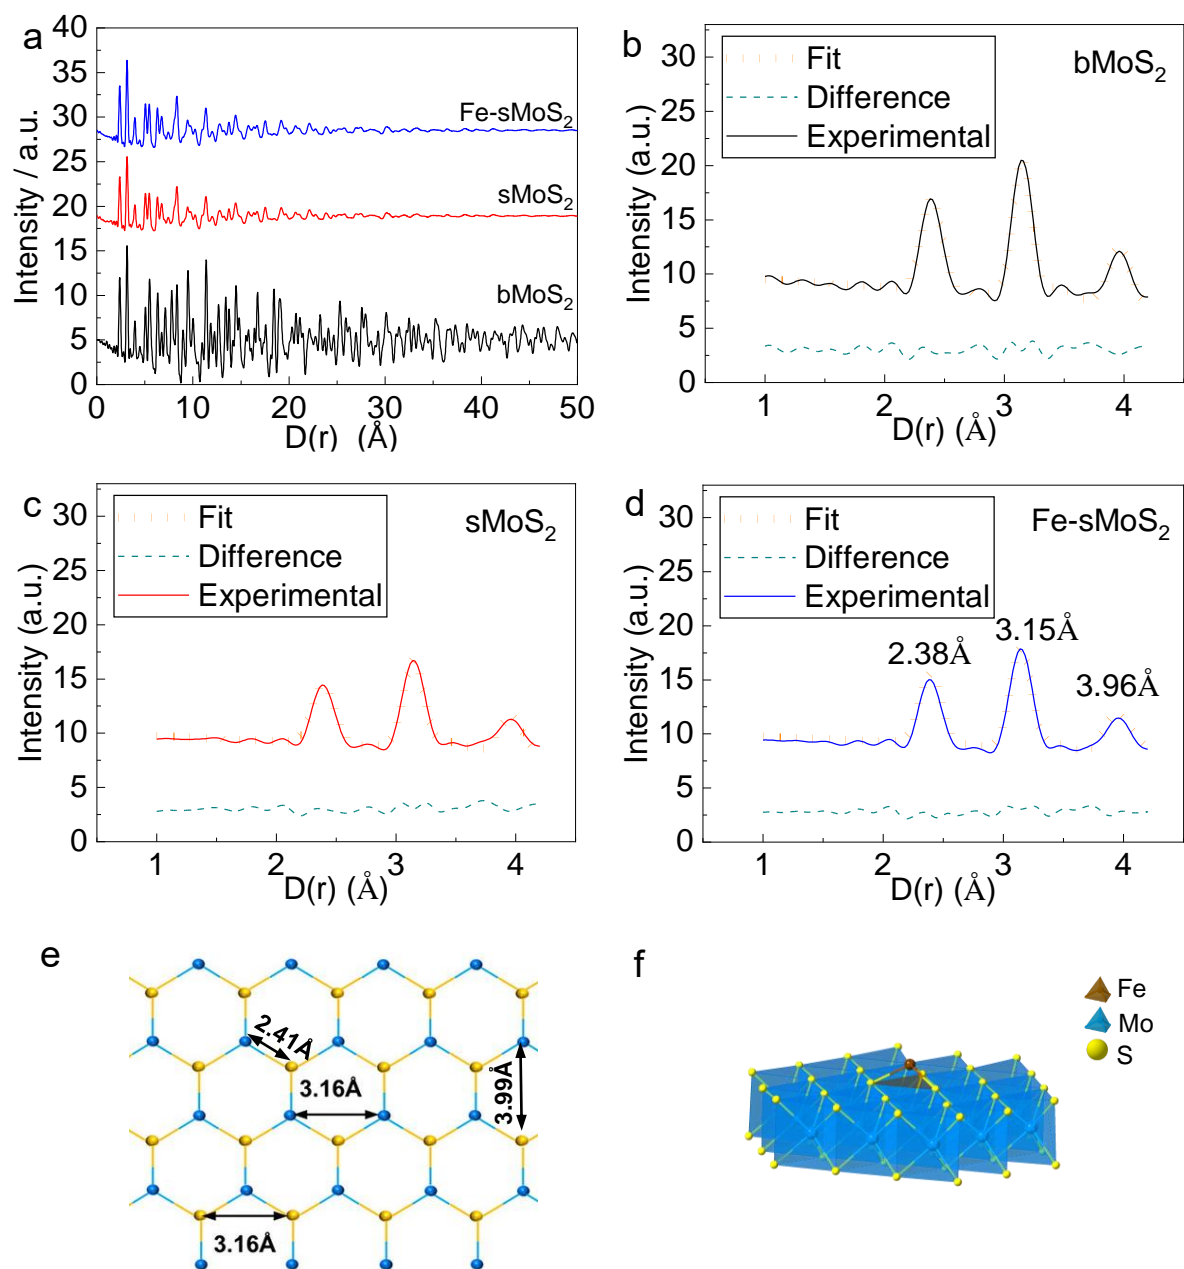 a
40
35
30
25
20
15
10
5
0
Intensity / a.u.
Fe-sMoS2
sMoS2
bMoS2
0 10 20 30 40 50
D(r) (Å)
b
Fit
Difference
Experimental
bMoS2
30
25
20
15
10
5
0
Intensity (a.u.)
1 2 3 4
D(r) (Å)
c
Fit
Difference
Experimental
sMoS2
30
25
20
15
10
5
0
Intensity (a.u.)
1 2 3 4
D(r) (Å)
d
Fit
Difference
Experimental
Fe-sMoS2
30
25
20
15
10
5
0
Intensity (a.u.)
2.38Å
3.15Å
3.96Å
1 2 3 4
D(r) (Å)
e
2.41Å
3.16Å
3.99Å
3.16Å
f
Fe
Mo
S